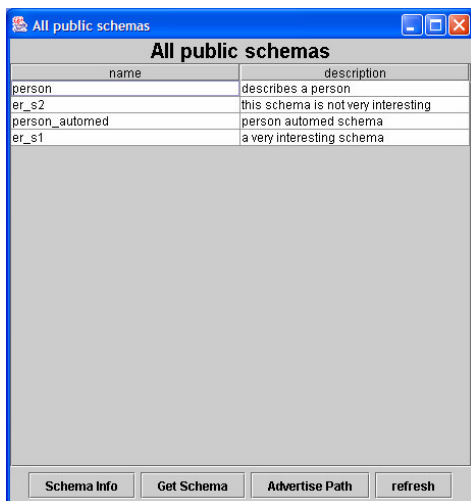 All public schemas
All public schemas
name description
person describes a person
er_s2 this schema is not very interesting
person_automed person automed schema
er_s1 a very interesting schema
Schema Info Get Schema Advertise Path refresh